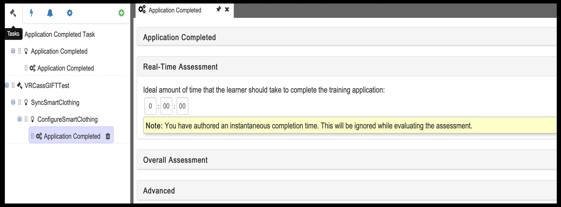 Application Completed
Tasks
Application Completed Task
Application Completed
Application Completed
VRCassGIFTTest
SyncSmartClothing
ConfigureSmartClothing
Application Completed
Application Completed
Real-Time Assessment
Ideal amount of time that the learner should take to complete the training application:
0 : 00 : 00
Note: You have authored an instantaneous completion time. This will be ignored while evaluating the assessment.
Overall Assessment
Advanced